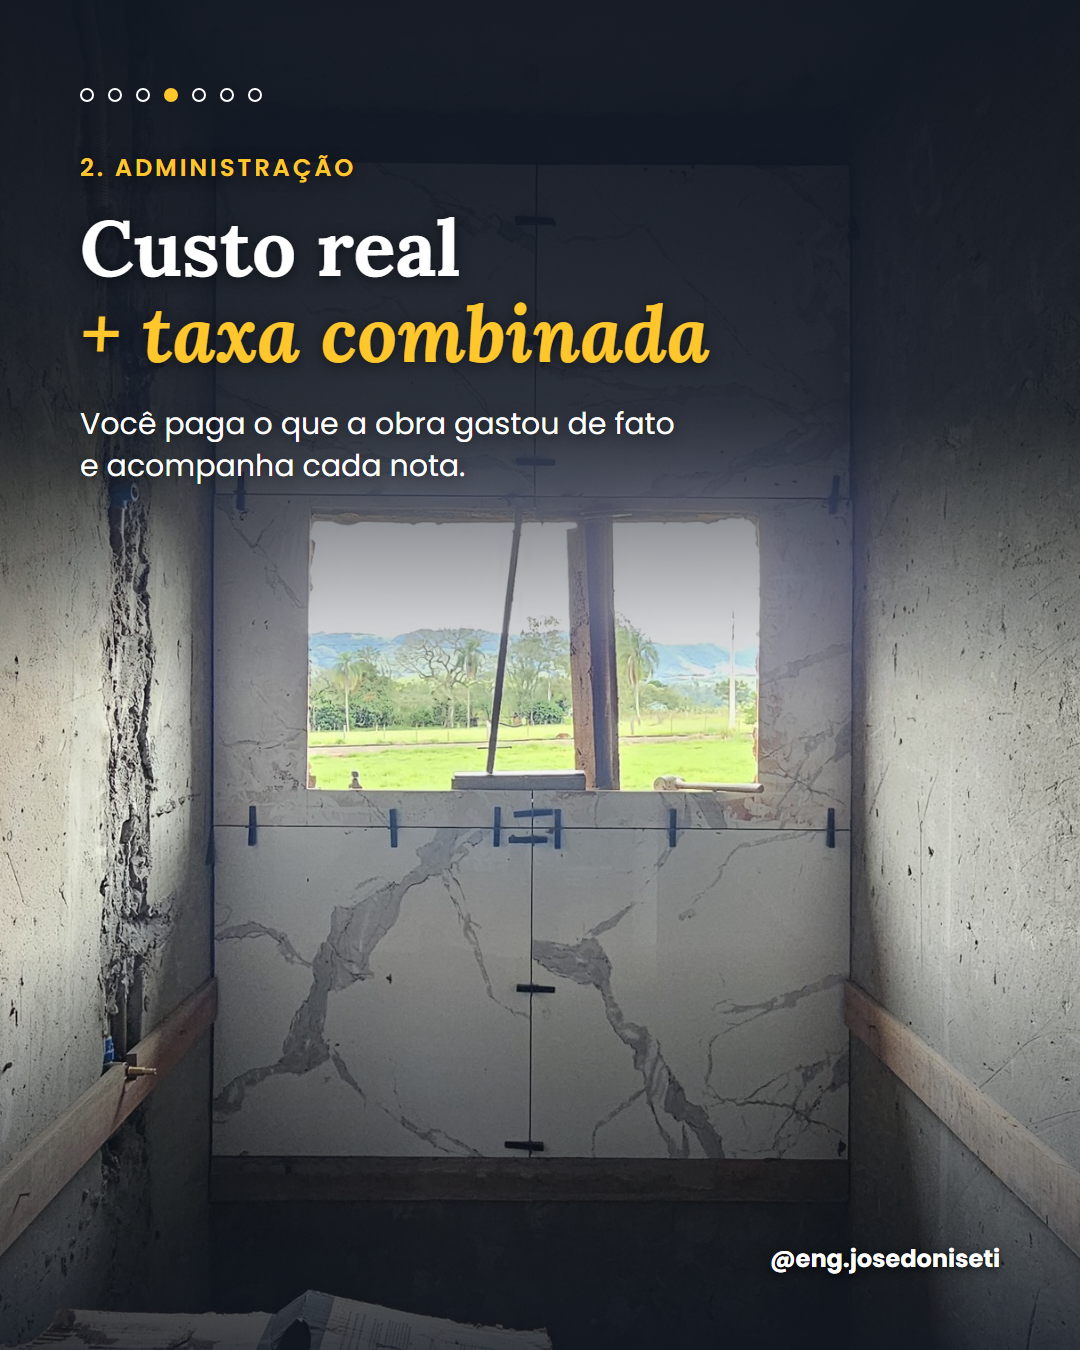 2. ADMINISTRAÇÃO
Custo real
+ taxa combinada
Você paga o que a obra gastou de fato
e acompanha cada nota.
@eng.josedoniseti